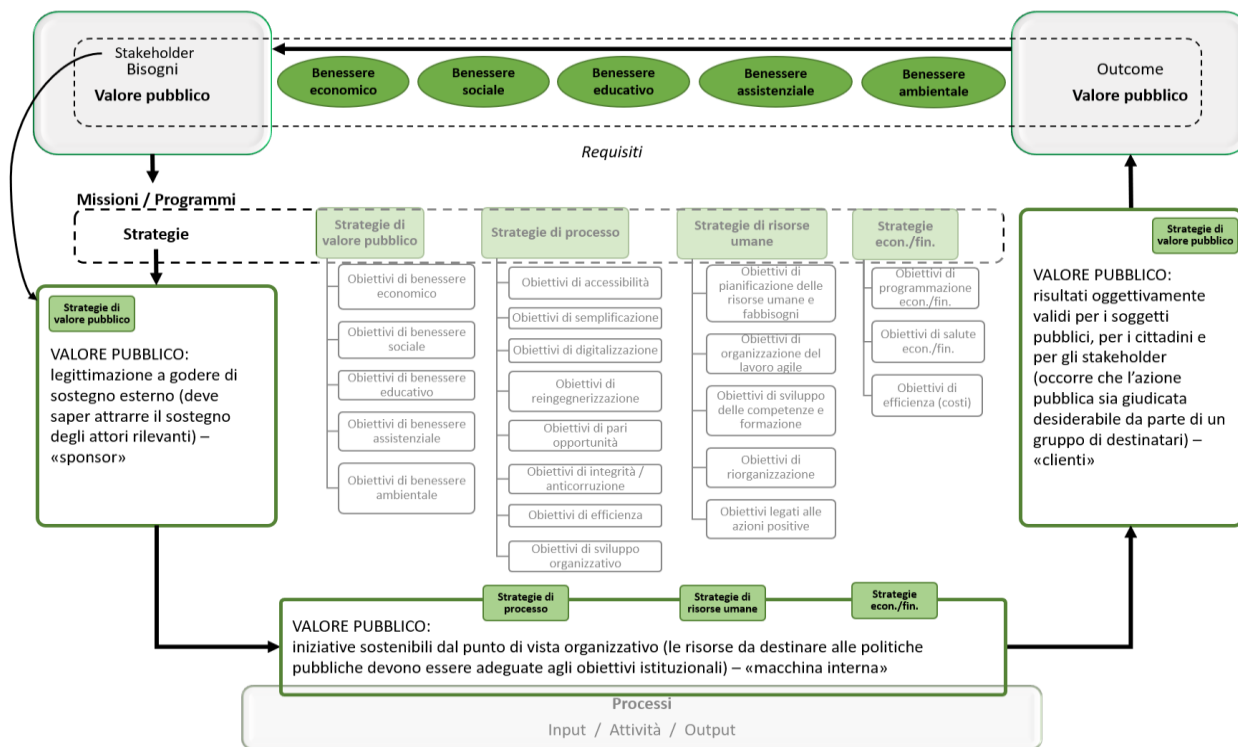 Stakeholder
Bisogni
Valore pubblico
Benessere
economico
Benessere
sociale
Benessere
educativo
Benessere
assistenziale
Benessere
ambientale
Outcome
Valore pubblico
Requisiti
Missioni / Programmi
Strategie
Strategie di
valore pubblico
Obiettivi di benessere
economico
Obiettivi di benessere
sociale
Obiettivi di benessere
educativo
Obiettivi di benessere
assistenziale
Obiettivi di benessere
ambientale
Strategie di processo
Obiettivi di accessibilità
Obiettivi di semplificazione
Obiettivi di digitalizzazione
Obiettivi di
reingegnerizzazione
Obiettivi di pari
opportunità
Obiettivi di integrità /
anticorruzione
Obiettivi di efficienza
Obiettivi di sviluppo
organizzativo
Strategie di risorse
umane
Obiettivi di
pianificazione delle
risorse umane e
fabbisogni
Obiettivi di
organizzazione del
lavoro agile
Obiettivi di sviluppo
delle competenze e
formazione
Obiettivi di
riorganizzazione
Obiettivi legati alle
azioni positive
Strategie
econ./fin.
Obiettivi di
programmazione
econ./fin.
Obiettivi di salute
econ./fin.
Obiettivi di
efficienza (costi)
Strategie di
valore pubblico
VALORE PUBBLICO:
legittimazione a godere di
sostegno esterno (deve
saper attrarre il sostegno
degli attori rilevanti) –
«sponsor»
Strategie di
valore pubblico
VALORE PUBBLICO:
risultati oggettivamente
validi per i soggetti
pubblici, per i cittadini e
per gli stakeholder
(occorre che l’azione
pubblica sia giudicata
desiderabile da parte di un
gruppo di destinatari) –
«clienti»
Strategie di
processo
Strategie di
risorse umane
Strategie
econ./fin.
VALORE PUBBLICO:
iniziative sostenibili dal punto di vista organizzativo (le risorse da destinare alle politiche
pubbliche devono essere adeguate agli obiettivi istituzionali) – «macchina interna»
Processi
Input / Attività / Output